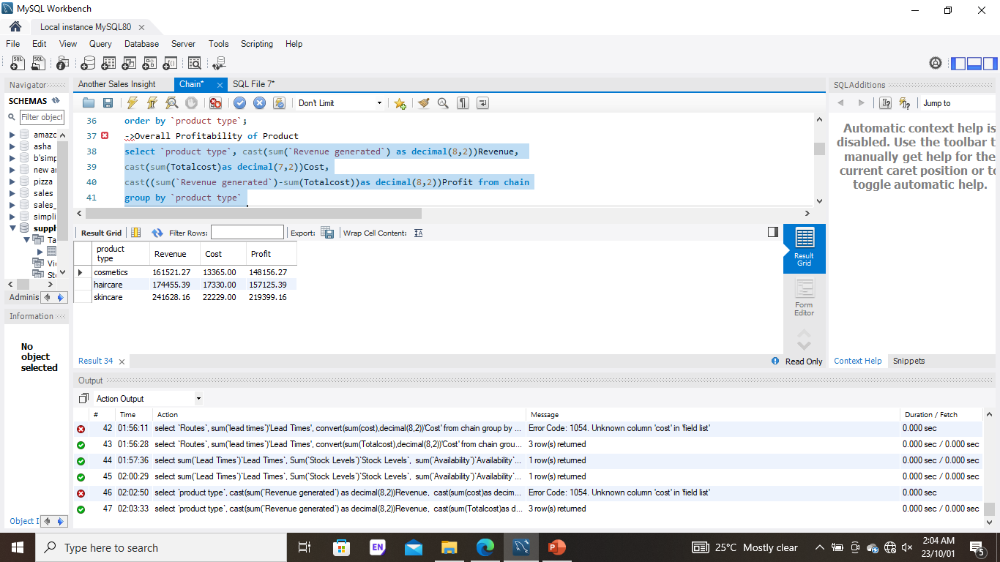 MySQL Workbench
Local instance MySQL80
File Edit View Query Database Server Tools Scripting Help
Navigator
SCHEMAS
Filter object
amazo
asha
b'simp
new ar
pizza
sales
sales_
simpli
suppl
Ta
Vi
St
Adminis
Information
No
object
selected
Object I
Another Sales Insight
Chain*
SQL File 7*
Don't Limit
36 order by `product type`;
37 ->Overall Profitability of Product
38 select `product type`, cast(sum(`Revenue generated`) as decimal(8,2))Revenue,
39 cast(sum(Totalcost)as decimal(7,2))Cost,
40 cast((sum(`Revenue generated`)-sum(Totalcost))as decimal(8,2))Profit from chain
41 group by `product type`
Result Grid Filter Rows: Export: Wrap Cell Content:
product type Revenue Cost Profit
cosmetics 161521.27 13365.00 148156.27
haircare 174455.39 17330.00 157125.39
skincare 241628.16 22229.00 219399.16
Result Grid
Form Editor
Result 34
Read Only
Output
Action Output
# Time Action Message Duration / Fetch
42 01:56:11 select `Routes`, sum(`lead times`)'Lead Times', convert(sum(cost),decimal(8,2))'Cost' from chain group by ... Error Code: 1054. Unknown column 'cost' in 'field list' 0.000 sec
43 01:56:28 select `Routes`, sum(`lead times`)'Lead Times', convert(sum(Totalcost),decimal(8,2))'Cost' from chain grou... 3 row(s) returned 0.000 sec / 0.000 sec
44 01:57:36 select sum(`Lead Times`)`Lead Times`, Sum(`Stock Levels`)`Stock Levels`, sum(`Availability`)`Availability`... 1 row(s) returned 0.000 sec / 0.000 sec
45 02:00:29 select sum(`Lead Times`)`Lead Times`, Sum(`Stock Levels`)`Stock Levels`, sum(`Availability`)`Availability`... 1 row(s) returned 0.000 sec / 0.000 sec
46 02:02:50 select `product type`, cast(sum(`Revenue generated`) as decimal(8,2))Revenue, cast(sum(cost)as decim... Error Code: 1054. Unknown column 'cost' in 'field list' 0.000 sec
47 02:03:33 select `product type`, cast(sum(`Revenue generated`) as decimal(8,2))Revenue, cast(sum(Totalcost)as d... 3 row(s) returned 0.000 sec / 0.000 sec
SQLAdditions
Jump to
Automatic context help is
disabled. Use the toolbar t
manually get help for the
current caret position or to
toggle automatic help.
Context Help Snippets
Type here to search
EN
25°C Mostly clear
2:04 AM
23/10/01
5